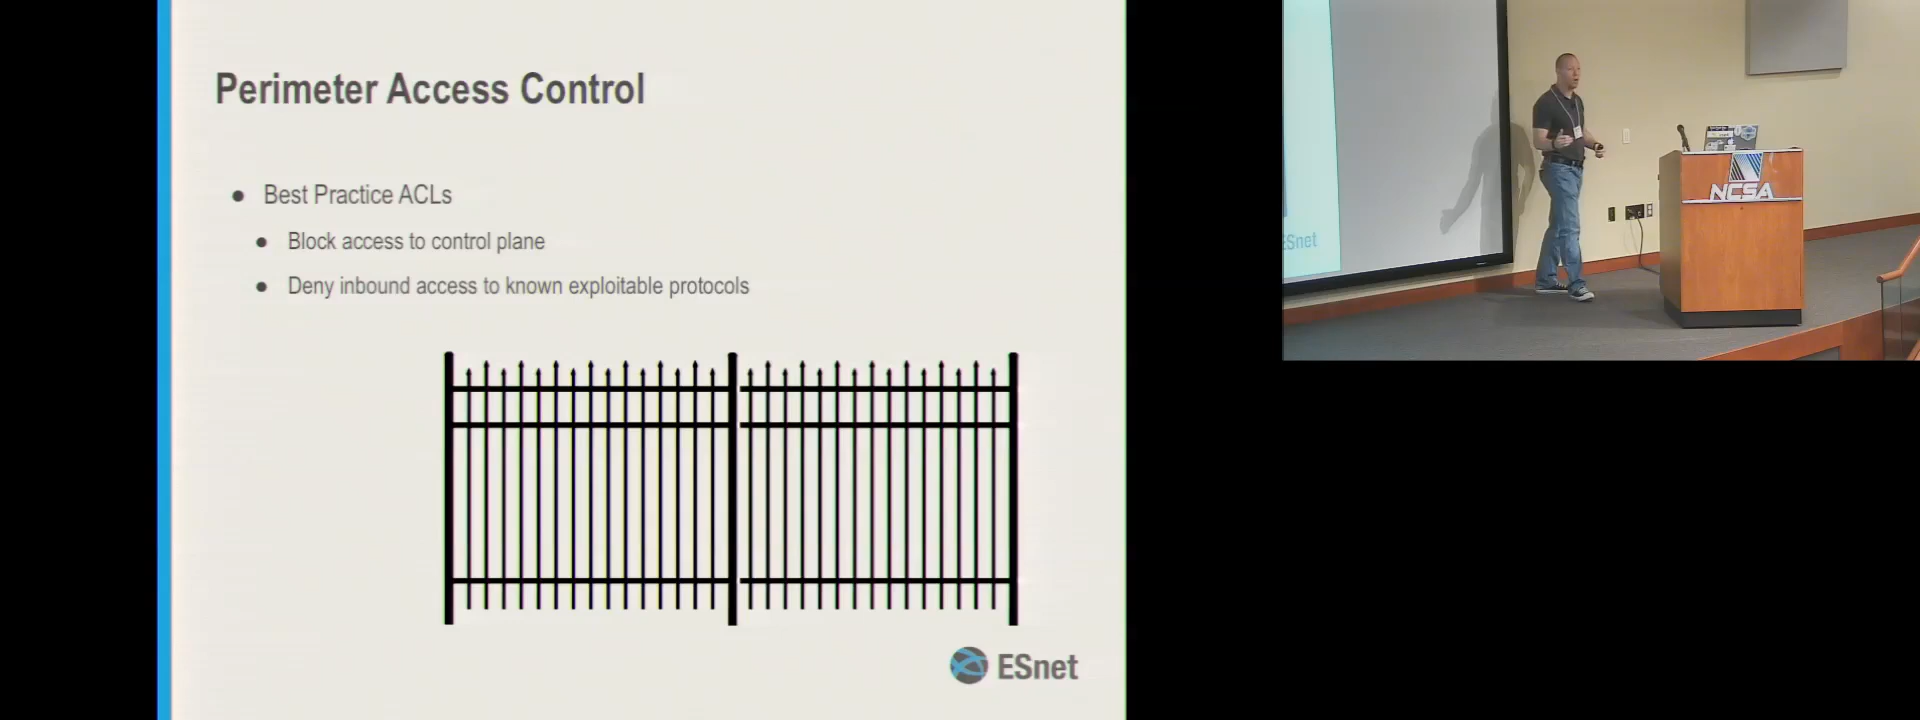 Perimeter Access Control
● Best Practice ACLs
● Block access to control plane
● Deny inbound access to known exploitable protocols
ESnet
ESnet
NCSA